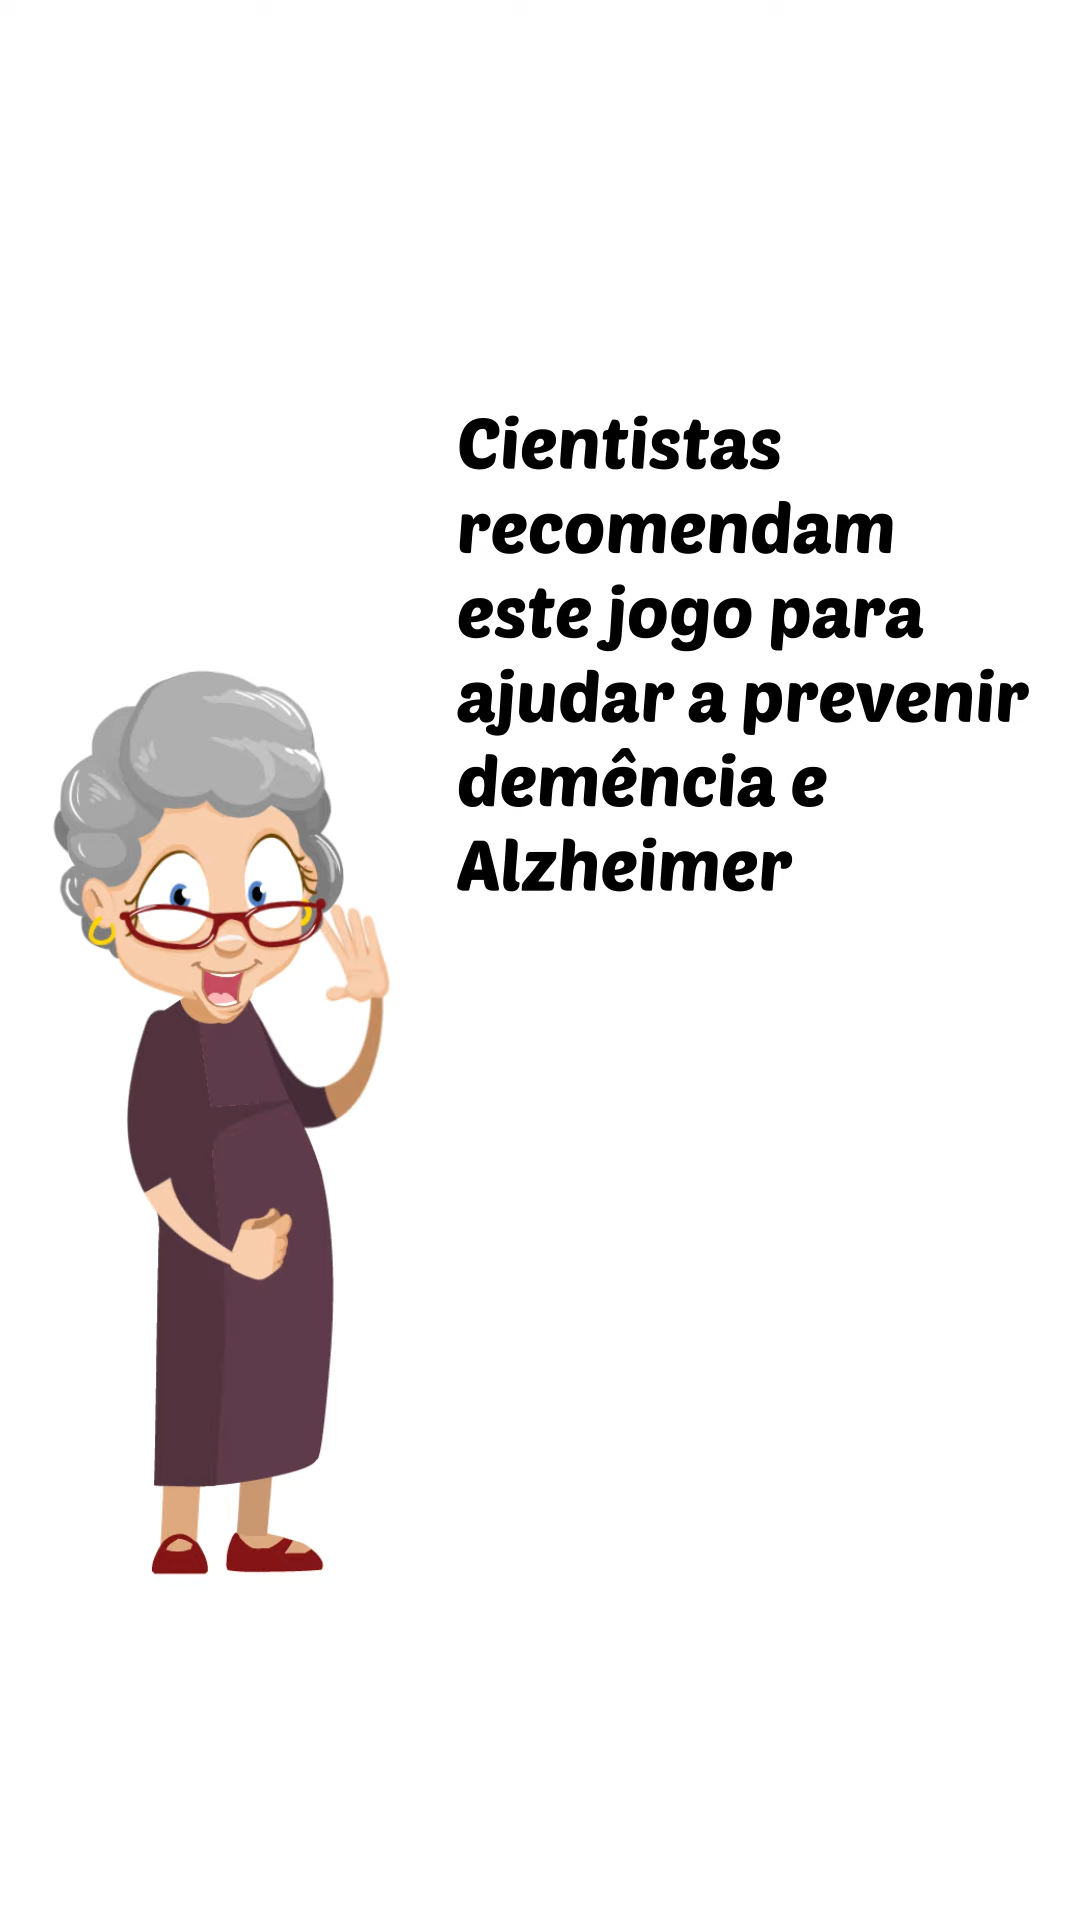 Cientistas
recomendam
este jogo para
ajudar a prevenir
demência e
Alzheimer